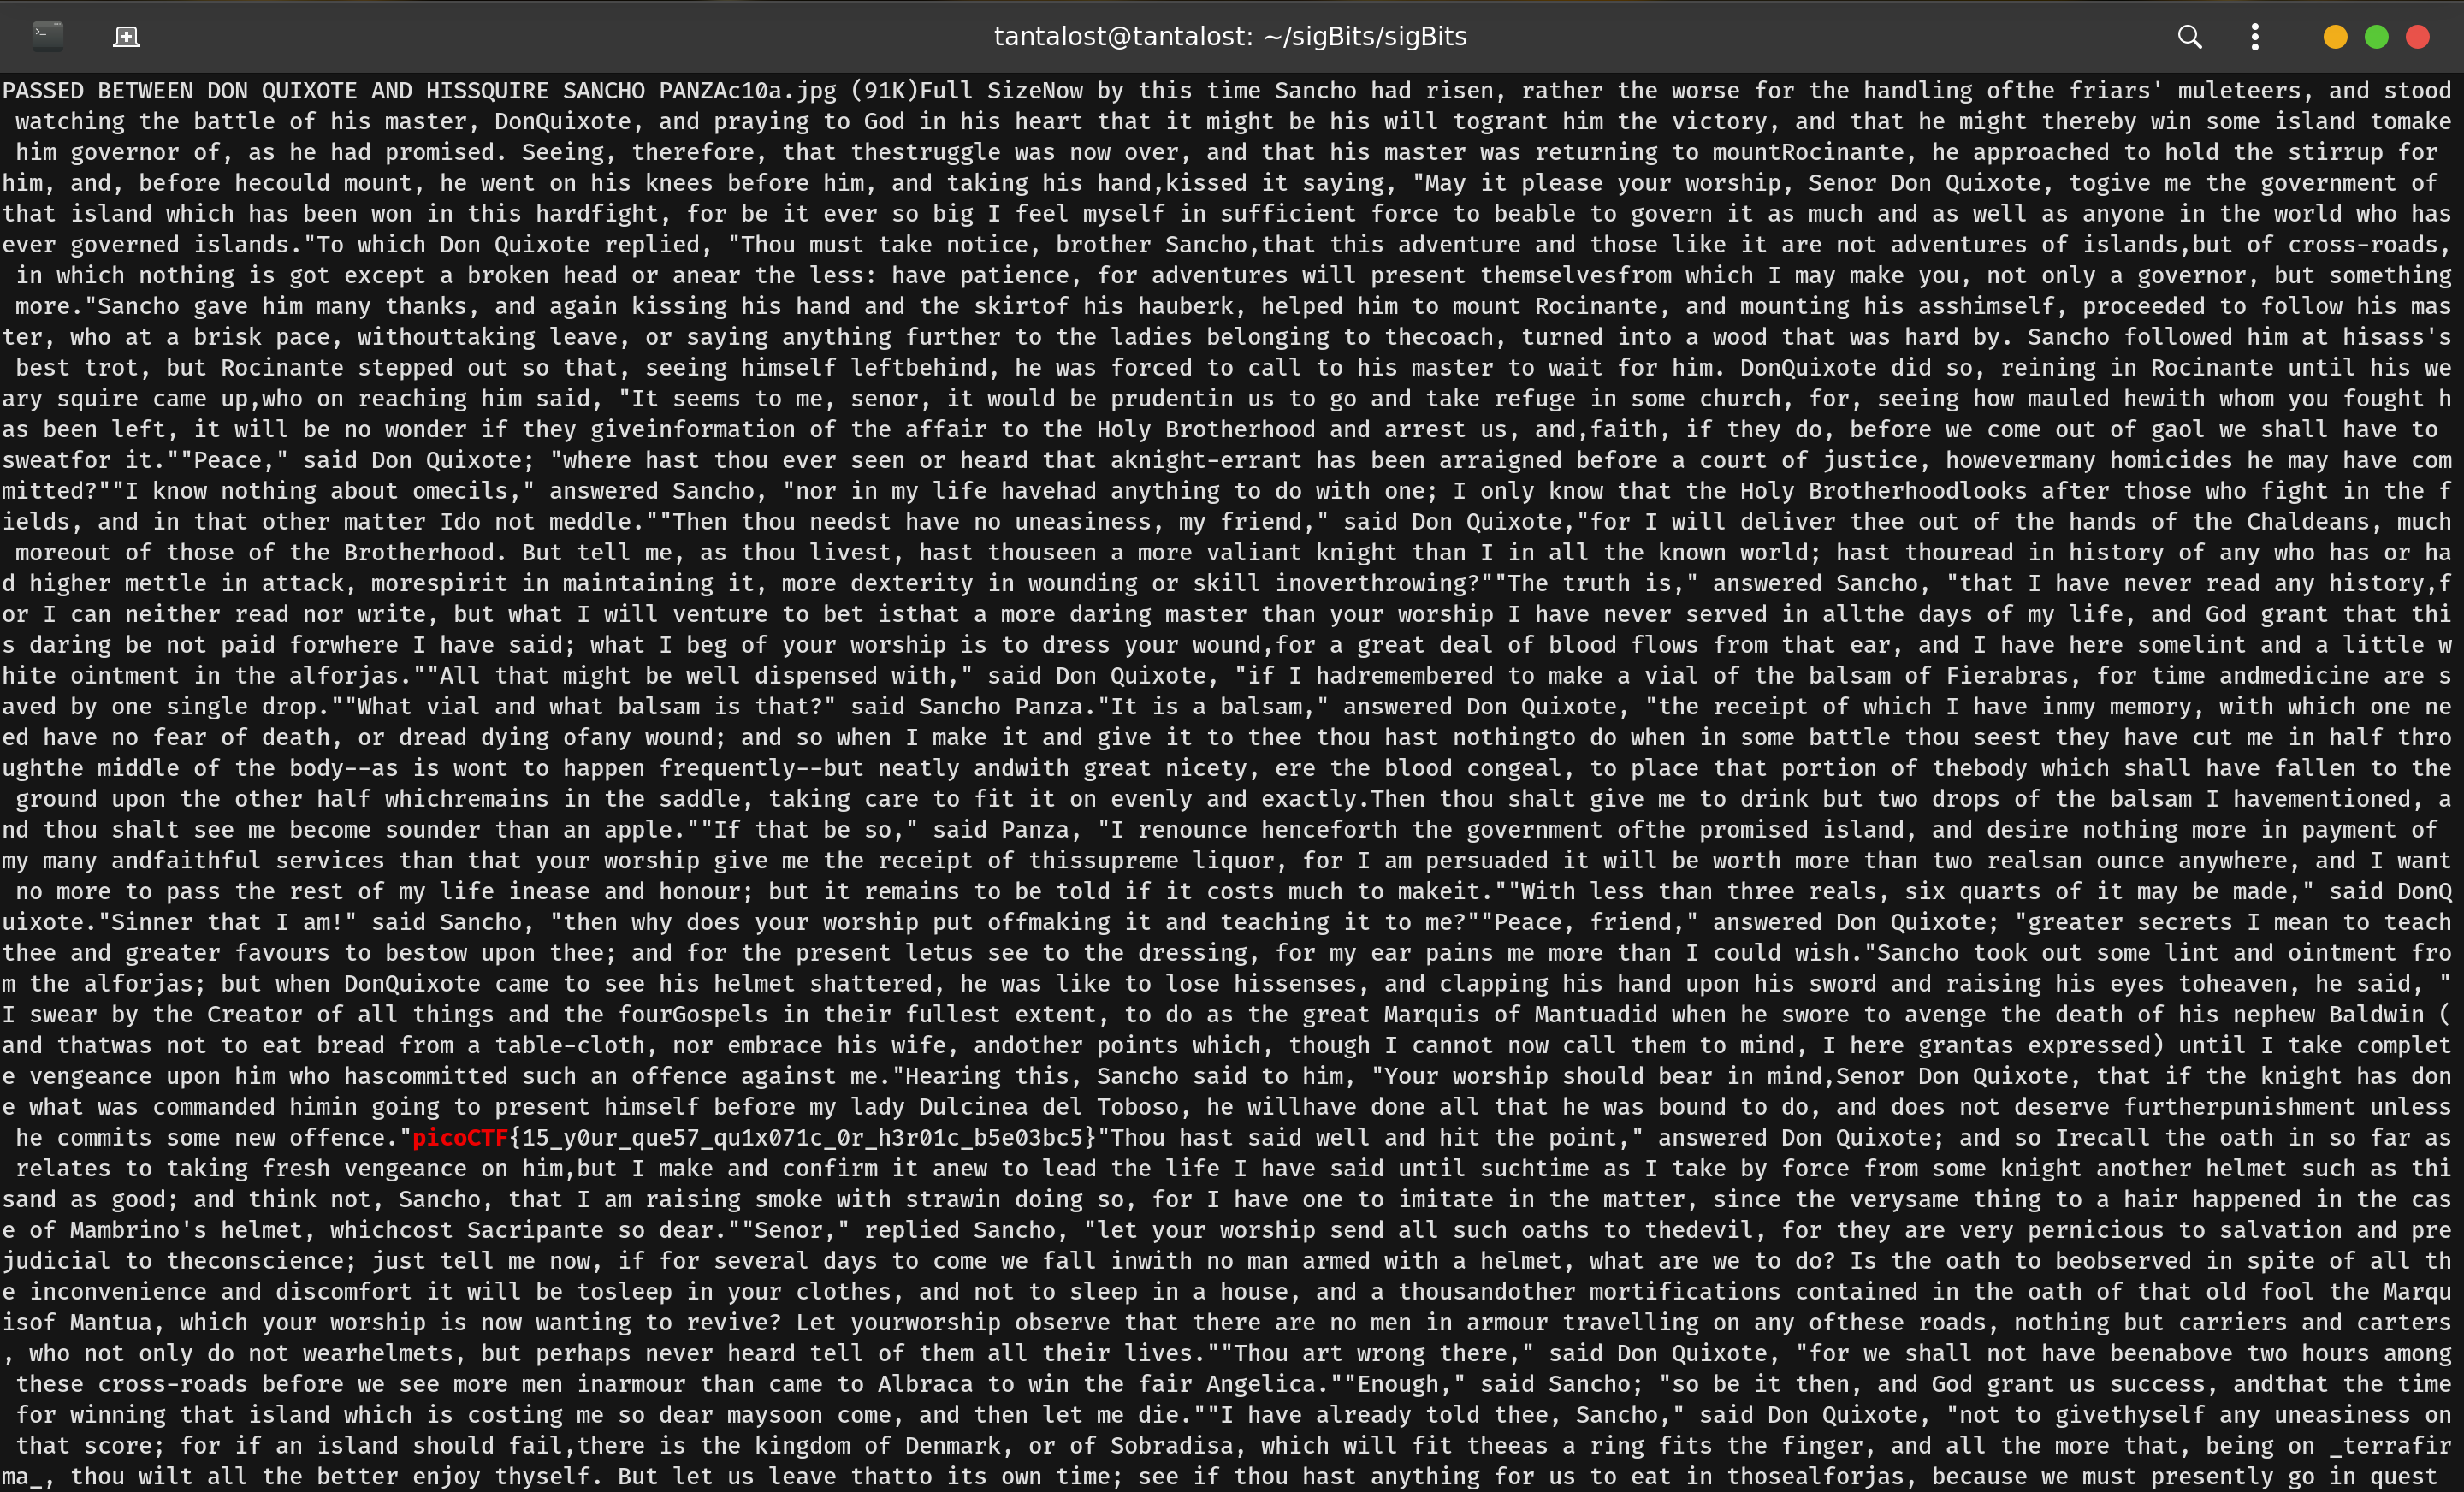 tantalost@tantalost: ~/sigBits/sigBits
PASSED BETWEEN DON QUIXOTE AND HISSQUIRE SANCHO PANZAc10a.jpg (91K)Full SizeNow by this time Sancho had risen, rather the worse for the handling ofthe friars' muleteers, and stood
watching the battle of his master, DonQuixote, and praying to God in his heart that it might be his will togrant him the victory, and that he might thereby win some island tomake
him governor of, as he had promised. Seeing, therefore, that thestruggle was now over, and that his master was returning to mountRocinante, he approached to hold the stirrup for
him, and, before hecould mount, he went on his knees before him, and taking his hand,kissed it saying, "May it please your worship, Senor Don Quixote, togive me the government of
that island which has been won in this hardfight, for be it ever so big I feel myself in sufficient force to beable to govern it as much and as well as anyone in the world who has
ever governed islands."To which Don Quixote replied, "Thou must take notice, brother Sancho,that this adventure and those like it are not adventures of islands,but of cross-roads,
in which nothing is got except a broken head or anear the less: have patience, for adventures will present themselvesfrom which I may make you, not only a governor, but something
more."Sancho gave him many thanks, and again kissing his hand and the skirtof his hauberk, helped him to mount Rocinante, and mounting his asshimself, proceeded to follow his mas
ter, who at a brisk pace, withouttaking leave, or saying anything further to the ladies belonging to thecoach, turned into a wood that was hard by. Sancho followed him at hisass's
best trot, but Rocinante stepped out so that, seeing himself leftbehind, he was forced to call to his master to wait for him. DonQuixote did so, reining in Rocinante until his we
ary squire came up,who on reaching him said, "It seems to me, senor, it would be prudentin us to go and take refuge in some church, for, seeing how mauled hewith whom you fought h
as been left, it will be no wonder if they giveinformation of the affair to the Holy Brotherhood and arrest us, and,faith, if they do, before we come out of gaol we shall have to
sweatfor it.""Peace," said Don Quixote; "where hast thou ever seen or heard that aknight-errant has been arraigned before a court of justice, howevermany homicides he may have com
mitted?""I know nothing about omecils," answered Sancho, "nor in my life havehad anything to do with one; I only know that the Holy Brotherhoodlooks after those who fight in the f
ields, and in that other matter Ido not meddle.""Then thou needst have no uneasiness, my friend," said Don Quixote,"for I will deliver thee out of the hands of the Chaldeans, much
moreout of those of the Brotherhood. But tell me, as thou livest, hast thouseen a more valiant knight than I in all the known world; hast thouread in history of any who has or ha
d higher mettle in attack, morespirit in maintaining it, more dexterity in wounding or skill inoverthrowing?""The truth is," answered Sancho, "that I have never read any history,f
or I can neither read nor write, but what I will venture to bet isthat a more daring master than your worship I have never served in allthe days of my life, and God grant that thi
s daring be not paid forwhere I have said; what I beg of your worship is to dress your wound,for a great deal of blood flows from that ear, and I have here somelint and a little w
hite ointment in the alforjas.""All that might be well dispensed with," said Don Quixote, "if I hadremembered to make a vial of the balsam of Fierabras, for time andmedicine are s
aved by one single drop.""What vial and what balsam is that?" said Sancho Panza."It is a balsam," answered Don Quixote, "the receipt of which I have inmy memory, with which one ne
ed have no fear of death, or dread dying ofany wound; and so when I make it and give it to thee thou hast nothingto do when in some battle thou seest they have cut me in half thro
ughthe middle of the body--as is wont to happen frequently--but neatly andwith great nicety, ere the blood congeal, to place that portion of thebody which shall have fallen to the
ground upon the other half whichremains in the saddle, taking care to fit it on evenly and exactly.Then thou shalt give me to drink but two drops of the balsam I havementioned, a
nd thou shalt see me become sounder than an apple.""If that be so," said Panza, "I renounce henceforth the government ofthe promised island, and desire nothing more in payment of
my many andfaithful services than that your worship give me the receipt of thissupreme liquor, for I am persuaded it will be worth more than two realsan ounce anywhere, and I want
no more to pass the rest of my life inease and honour; but it remains to be told if it costs much to makeit.""With less than three reals, six quarts of it may be made," said DonQ
uixote."Sinner that I am!" said Sancho, "then why does your worship put offmaking it and teaching it to me?""Peace, friend," answered Don Quixote; "greater secrets I mean to teach
thee and greater favours to bestow upon thee; and for the present letus see to the dressing, for my ear pains me more than I could wish."Sancho took out some lint and ointment fro
m the alforjas; but when DonQuixote came to see his helmet shattered, he was like to lose hissenses, and clapping his hand upon his sword and raising his eyes toheaven, he said, "
I swear by the Creator of all things and the fourGospels in their fullest extent, to do as the great Marquis of Mantuadid when he swore to avenge the death of his nephew Baldwin (
and thatwas not to eat bread from a table-cloth, nor embrace his wife, andother points which, though I cannot now call them to mind, I here grantas expressed) until I take complet
e vengeance upon him who hascommitted such an offence against me."Hearing this, Sancho said to him, "Your worship should bear in mind,Senor Don Quixote, that if the knight has don
e what was commanded himin going to present himself before my lady Dulcinea del Toboso, he willhave done all that he was bound to do, and does not deserve furtherpunishment unless
he commits some new offence."picoCTF{15_y0ur_que57_qu1x071c_0r_h3r01c_b5e03bc5}"Thou hast said well and hit the point," answered Don Quixote; and so Irecall the oath in so far as
relates to taking fresh vengeance on him,but I make and confirm it anew to lead the life I have said until suchtime as I take by force from some knight another helmet such as thi
sand as good; and think not, Sancho, that I am raising smoke with strawin doing so, for I have one to imitate in the matter, since the verysame thing to a hair happened in the cas
e of Mambrino's helmet, whichcost Sacripante so dear.""Senor," replied Sancho, "let your worship send all such oaths to thedevil, for they are very pernicious to salvation and pre
judicial to theconscience; just tell me now, if for several days to come we fall inwith no man armed with a helmet, what are we to do? Is the oath to beobserved in spite of all th
e inconvenience and discomfort it will be tosleep in your clothes, and not to sleep in a house, and a thousandother mortifications contained in the oath of that old fool the Marqu
isof Mantua, which your worship is now wanting to revive? Let yourworship observe that there are no men in armour travelling on any ofthese roads, nothing but carriers and carters
, who not only do not wearhelmets, but perhaps never heard tell of them all their lives.""Thou art wrong there," said Don Quixote, "for we shall not have beenabove two hours among
these cross-roads before we see more men inarmour than came to Albraca to win the fair Angelica.""Enough," said Sancho; "so be it then, and God grant us success, andthat the time
for winning that island which is costing me so dear maysoon come, and then let me die.""I have already told thee, Sancho," said Don Quixote, "not to givethyself any uneasiness on
that score; for if an island should fail,there is the kingdom of Denmark, or of Sobradisa, which will fit theeas a ring fits the finger, and all the more that, being on _terrafir
ma_, thou wilt all the better enjoy thyself. But let us leave thatto its own time; see if thou hast anything for us to eat in thosealforjas, because we must presently go in quest